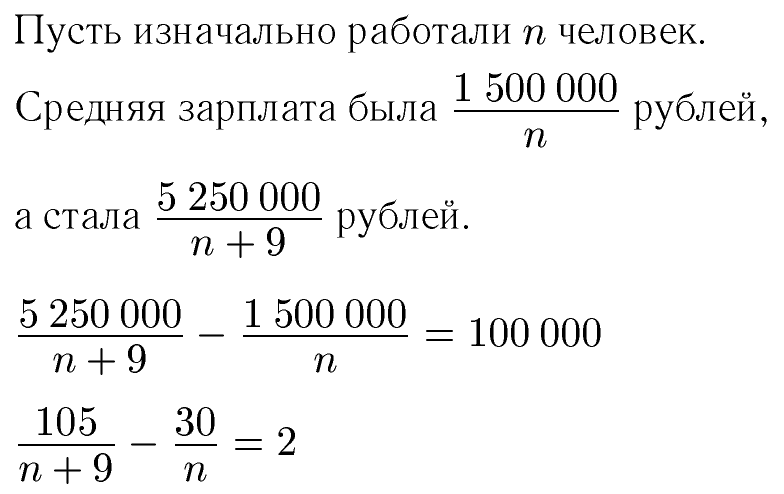 Пусть изначально работали n человек.
Средняя зарплата была \frac{1 500 000}{n} рублей,
а стала \frac{5 250 000}{n + 9} рублей.
\frac{5 250 000}{n + 9} − \frac{1 500 000}{n} = 100 000
\frac{105}{n + 9} − \frac{30}{n} = 2